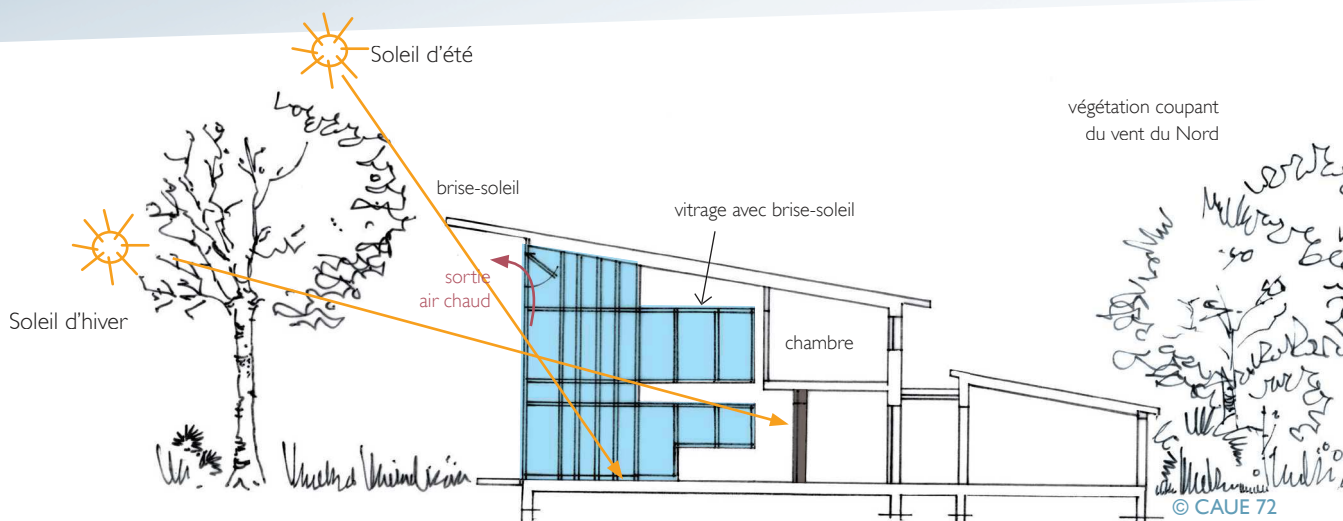 Soleil d'été
végétation coupant
du vent du Nord
brise-soleil
vitrage avec brise-soleil
sortie
air chaud
Soleil d'hiver
chambre
© CAUE 72